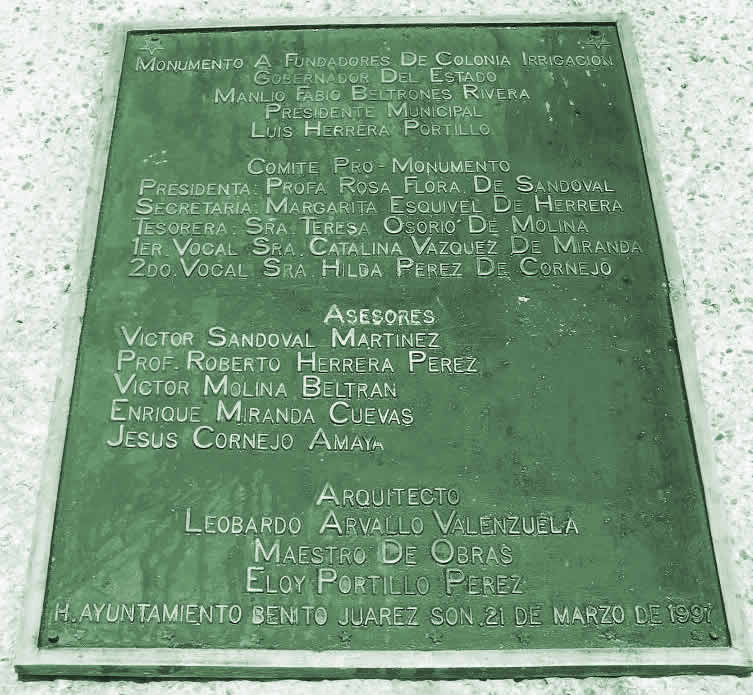 MONUMENTO A FUNDADORES DE COLONIA IRRIGACION
GOBERNADOR DEL ESTADO
MANLIO FABIO BELTRONES RIVERA
PRESIDENTE MUNICIPAL
LUIS HERRERA PORTILLO.
COMITE PRO-MONUMENTO
PRESIDENTA: PROFA. ROSA FLORA. DE SANDOVAL
SECRETARIA: MARGARITA ESQUIVEL DE HERRERA
TESORERA: SRA. TERESA OSORIO DE MOLINA
1ER. VOCAL SRA. CATALINA VAZQUEZ DE MIRANDA
2DO. VOCAL SRA. HILDA PEREZ DE CORNEJO
ASESORES
VICTOR SANDOVAL MARTINEZ
PROF. ROBERTO HERRERA PEREZ
VICTOR MOLINA BELTRAN
ENRIQUE MIRANDA CUEVAS
JESUS CORNEJO AMAYA
ARQUITECTO
LEOBARDO ARVALLO VALENZUELA
MAESTRO DE OBRAS
ELOY PORTILLO PEREZ
H. AYUNTAMIENTO BENITO JUAREZ SON. 21 DE MARZO DE 1997